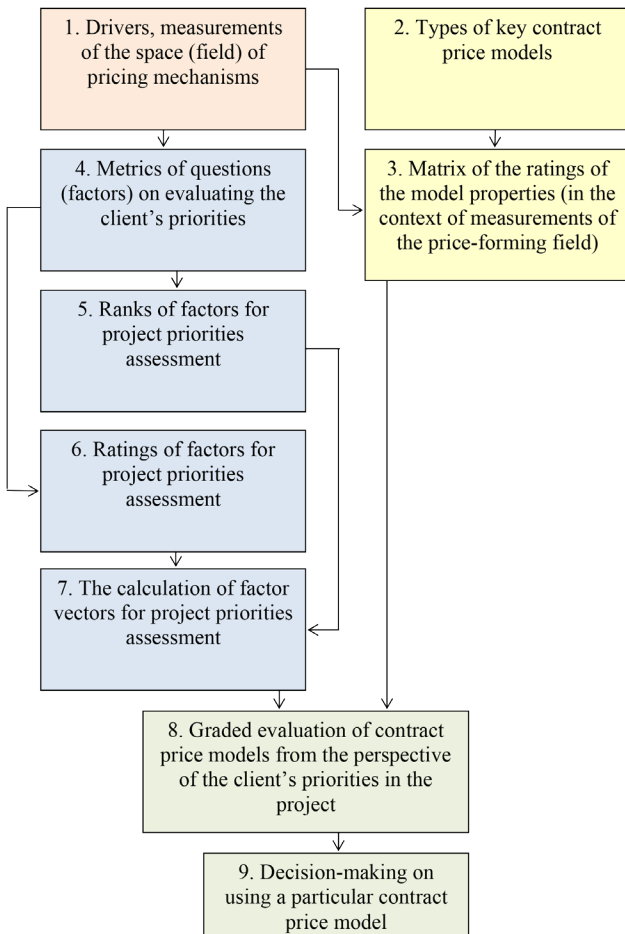 1. Drivers, measurements
of the space (field) of
pricing mechanisms
2. Types of key contract
price models
4. Metrics of questions
(factors) on evaluating the
client's priorities
3. Matrix of the ratings of
the model properties (in the
context of measurements of
the price-forming field)
5. Ranks of factors for
project priorities
assessment
6. Ratings of factors for
project priorities
assessment
7. The calculation of factor
vectors for project priorities
assessment
8. Graded evaluation of contract
price models from the perspective
of the client's priorities in the
project
9. Decision-making on
using a particular contract
price model